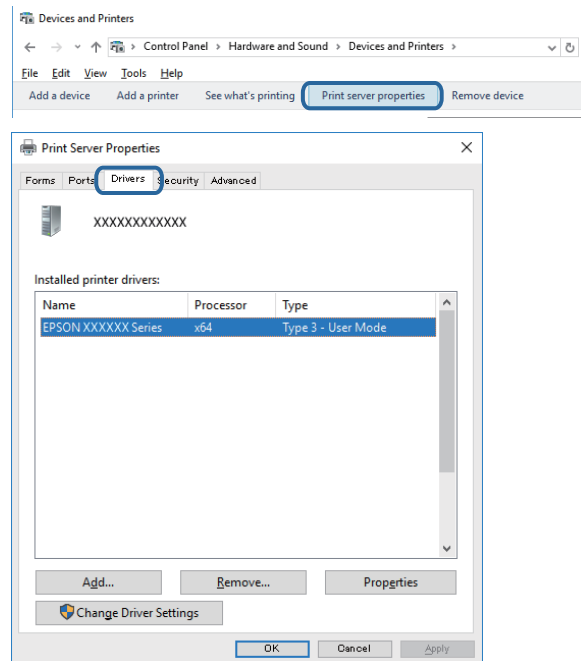 Devices and Printers
Control Panel > Hardware and Sound > Devices and Printers >
File Edit View Tools Help
Add a device Add a printer See what's printing Print server properties Remove device
Print Server Properties
Forms Ports Drivers Security Advanced
XXXXXXXXXXXX
Installed printer drivers:
Name Processor Type
EPSON XXXXXX Series x64 Type 3 - User Mode
Add... Remove... Properties
Change Driver Settings
OK Cancel Apply